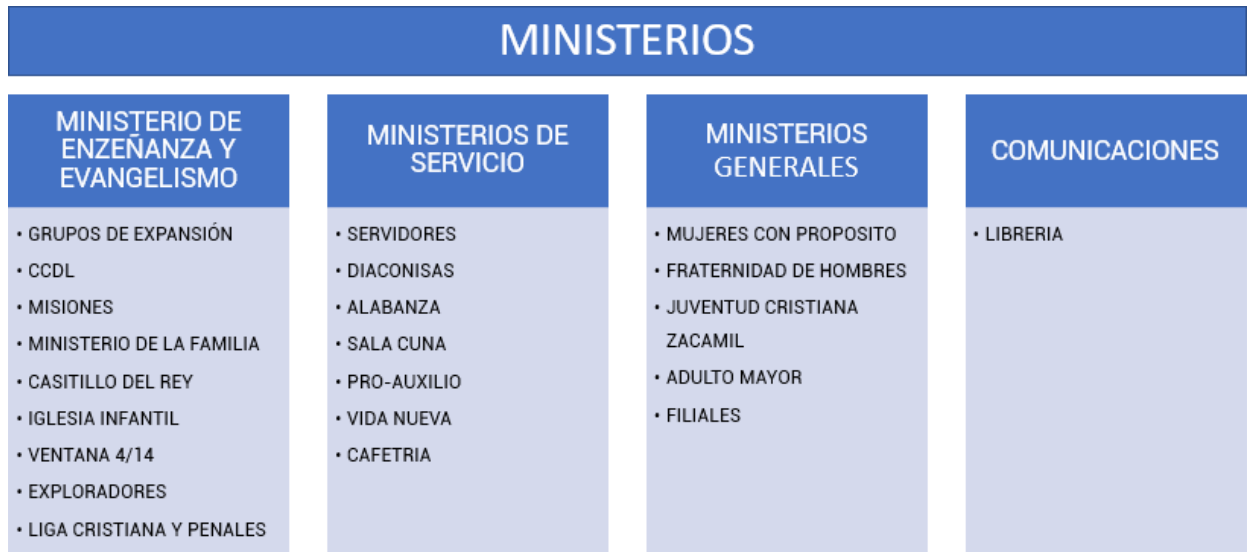 MINISTERIOS
MINISTERIO DE
ENZEÑANZA Y
EVANGELISMO
• GRUPOS DE EXPANSIÓN
• CCDL
• MISIONES
• MINISTERIO DE LA FAMILIA
• CASITILLO DEL REY
• IGLESIA INFANTIL
• VENTANA 4/14
• EXPLORADORES
• LIGA CRISTIANA Y PENALES
MINISTERIOS DE
SERVICIO
• SERVIDORES
• DIACONISAS
• ALABANZA
• SALA CUNA
• PRO-AUXILIO
• VIDA NUEVA
• CAFETRIA
MINISTERIOS
GENERALES
• MUJERES CON PROPOSITO
• FRATERNIDAD DE HOMBRES
• JUVENTUD CRISTIANA
ZACAMIL
• ADULTO MAYOR
• FILIALES
COMUNICACIONES
• LIBRERIA